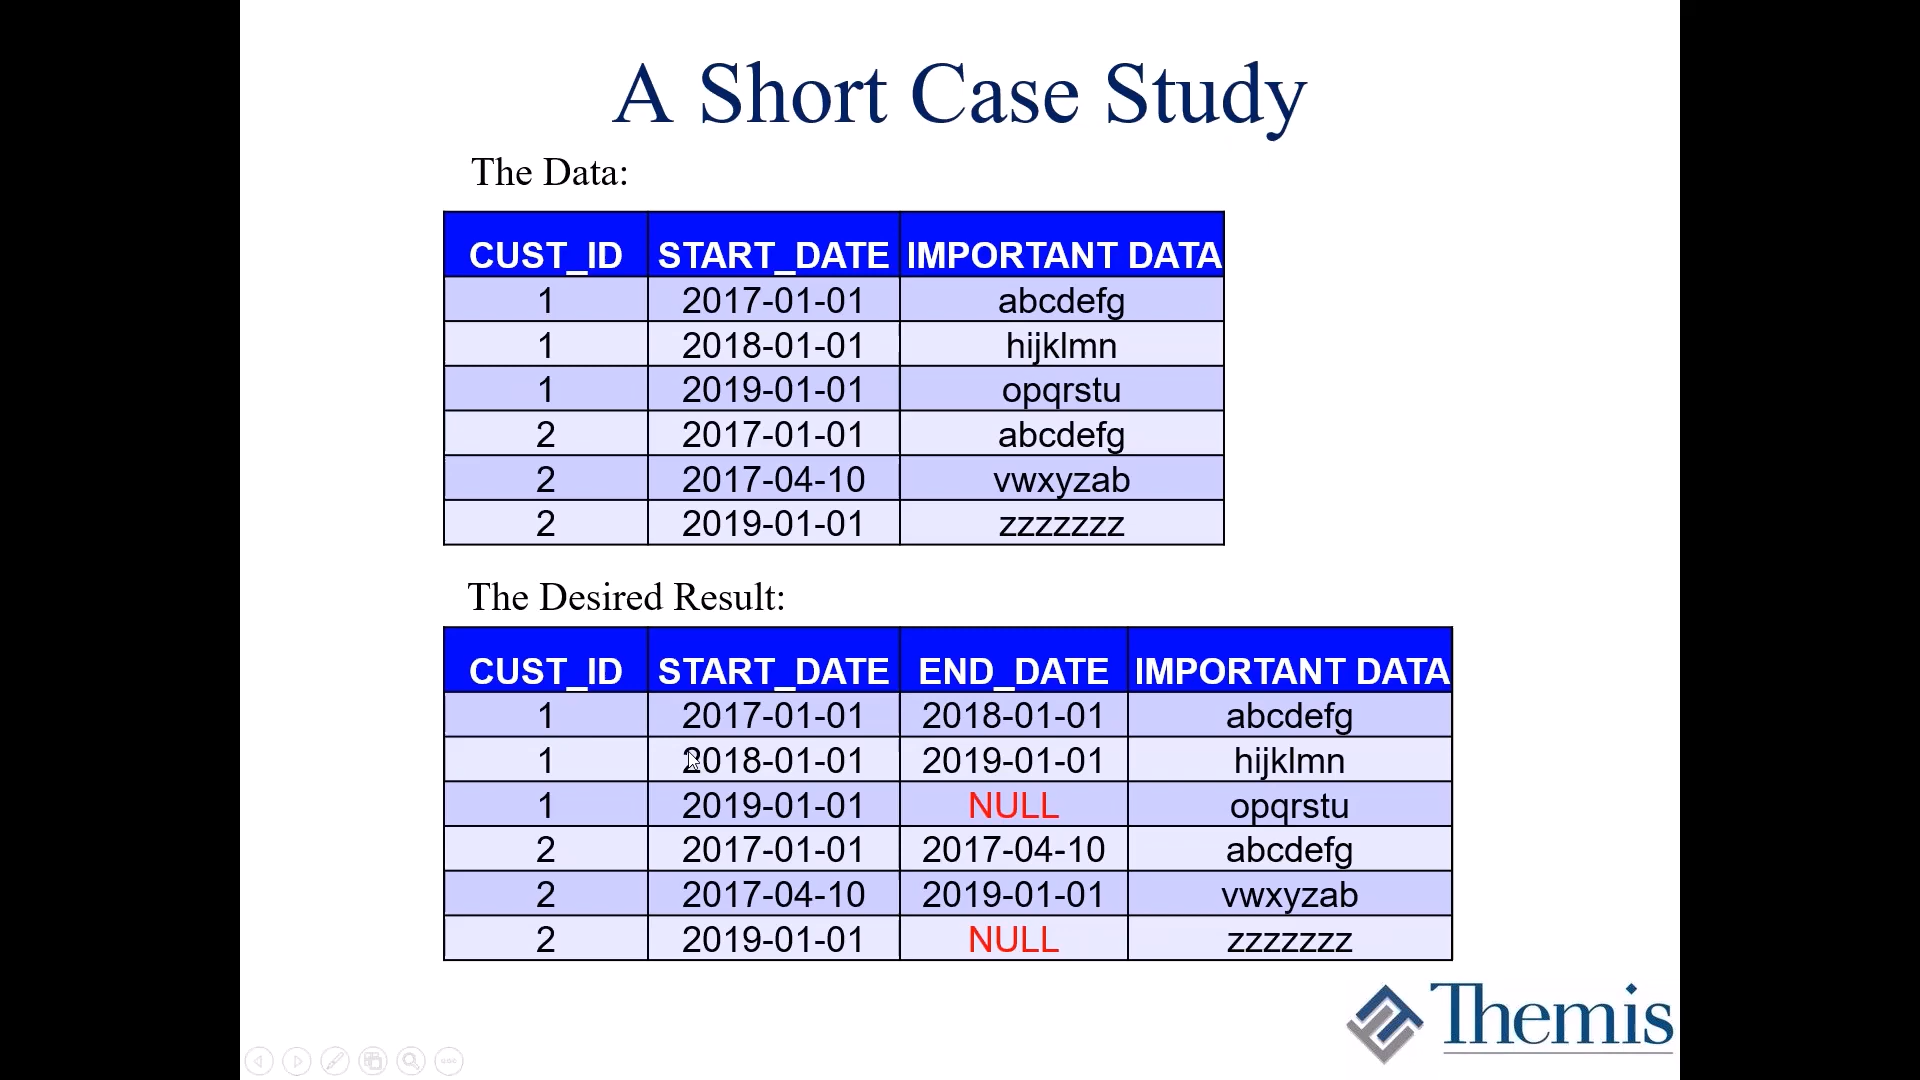 A Short Case Study
The Data:
CUST_ID START_DATE IMPORTANT DATA
1 2017-01-01 abcdefg
1 2018-01-01 hijklmn
1 2019-01-01 opqrstu
2 2017-01-01 abcdefg
2 2017-04-10 vwxyzab
2 2019-01-01 zzzzzzz
The Desired Result:
CUST_ID START_DATE END_DATE IMPORTANT DATA
1 2017-01-01 2018-01-01 abcdefg
1 2018-01-01 2019-01-01 hijklmn
1 2019-01-01 NULL opqrstu
2 2017-01-01 2017-04-10 abcdefg
2 2017-04-10 2019-01-01 vwxyzab
2 2019-01-01 NULL zzzzzzz
Themis